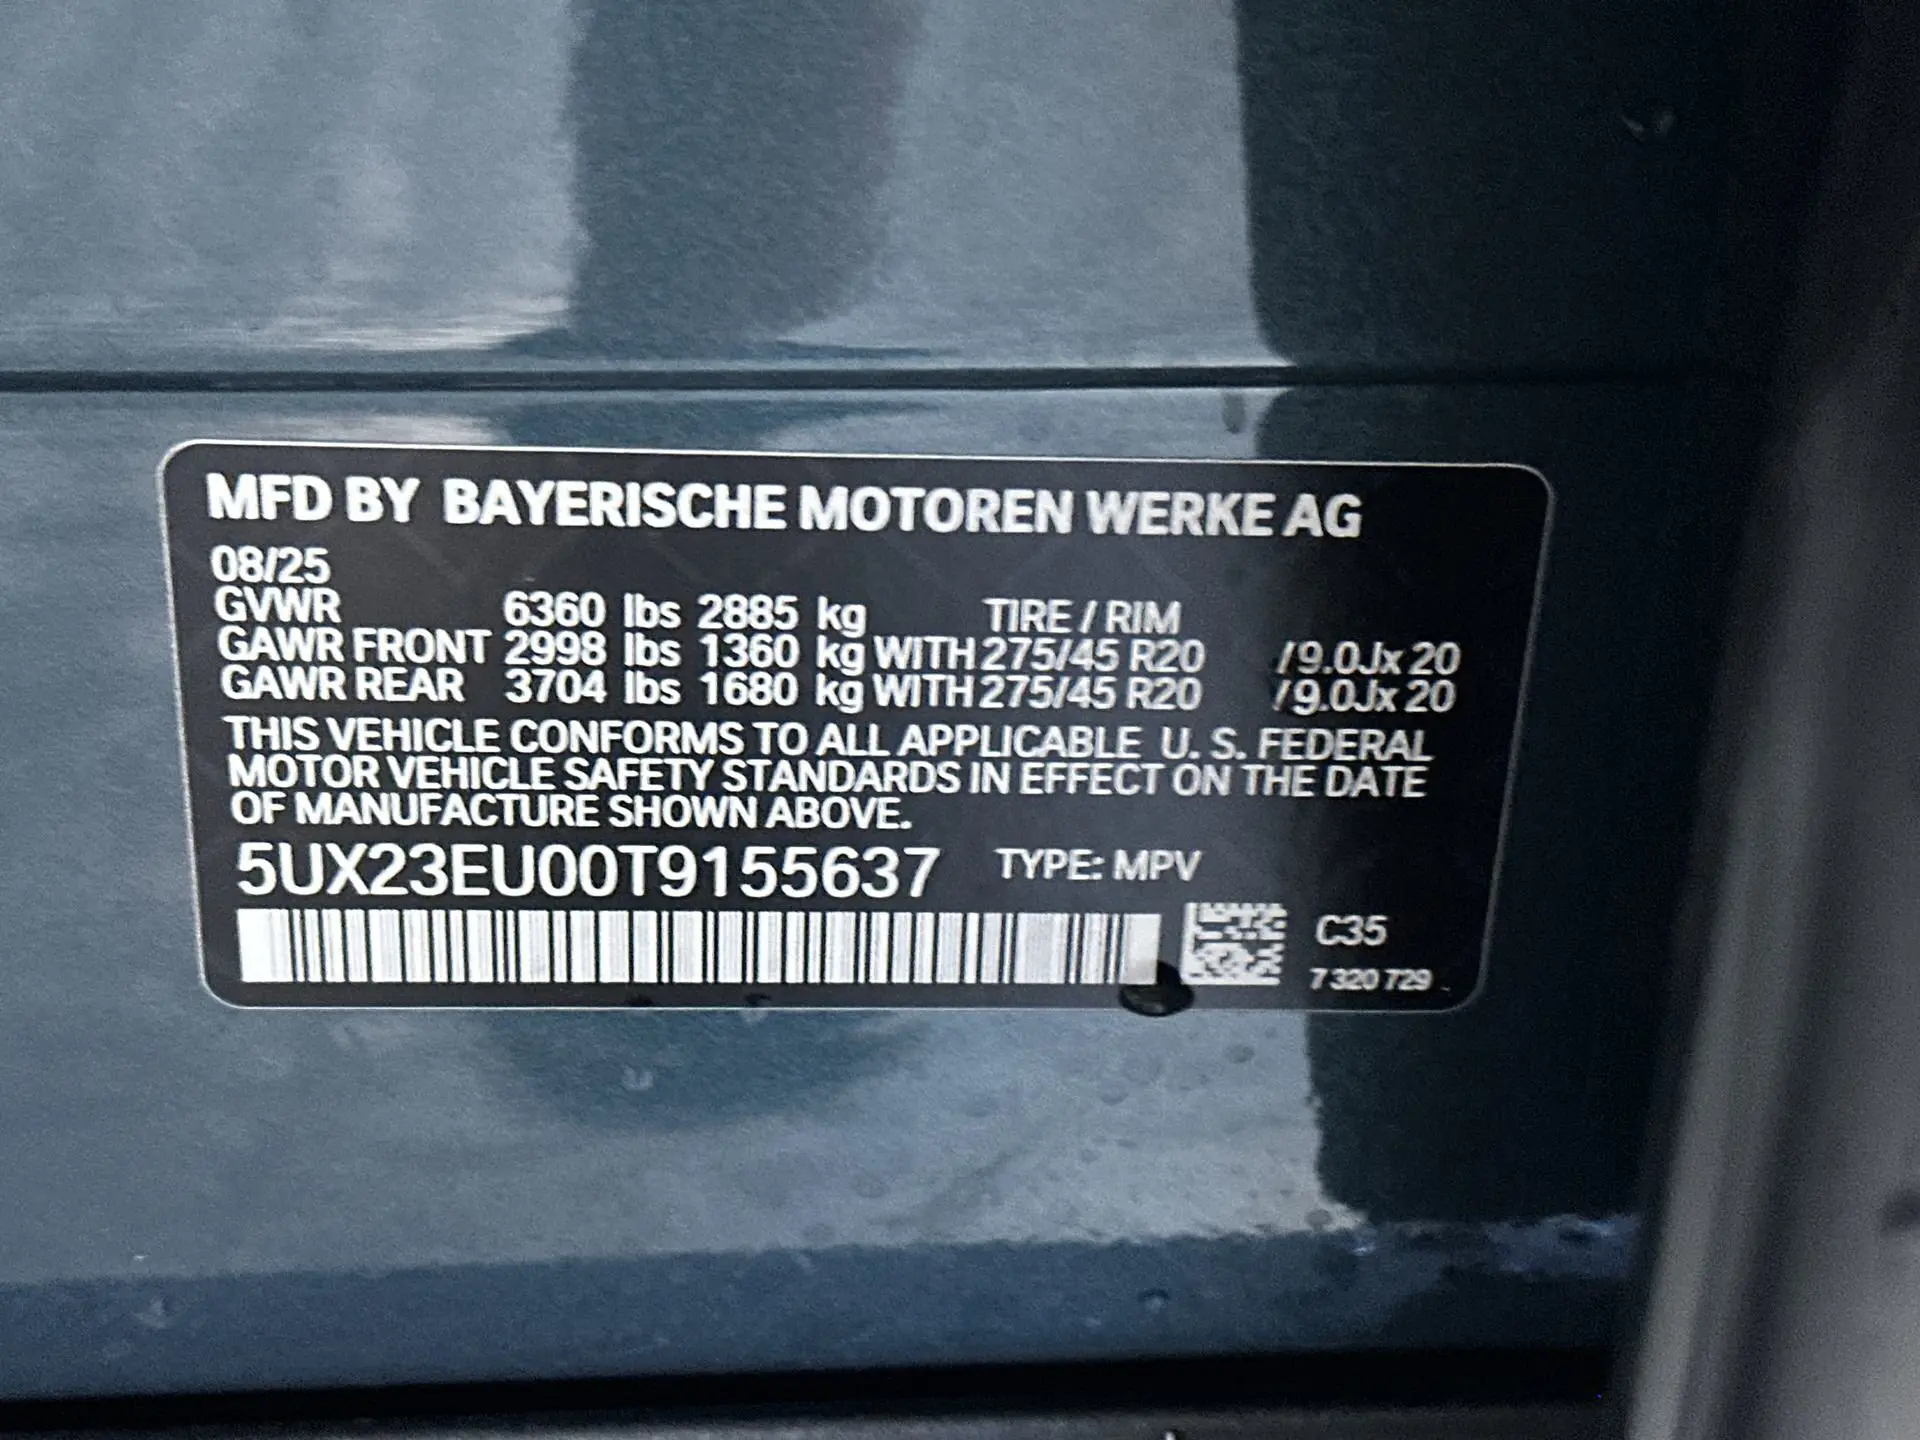 MFD BY BAYERISCHE MOTOREN WERKE AG
08/25
GVWR 6360 lbs 2885 kg TIRE / RIM
GAWR FRONT 2998 lbs 1360 kg WITH 275/45 R20 /9.0Jx 20
GAWR REAR 3704 lbs 1680 kg WITH 275/45 R20 /9.0Jx 20
THIS VEHICLE CONFORMS TO ALL APPLICABLE U. S. FEDERAL
MOTOR VEHICLE SAFETY STANDARDS IN EFFECT ON THE DATE
OF MANUFACTURE SHOWN ABOVE.
5UX23EU00T9155637 TYPE: MPV
C35
7 320 729